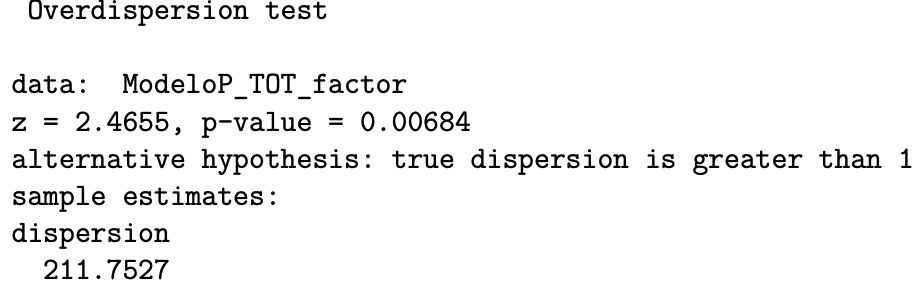 Overdispersion test
data: ModeloP_TOT_factor
z = 2.4655, p-value = 0.00684
alternative hypothesis: true dispersion is greater than 1
sample estimates:
dispersion
211.7527